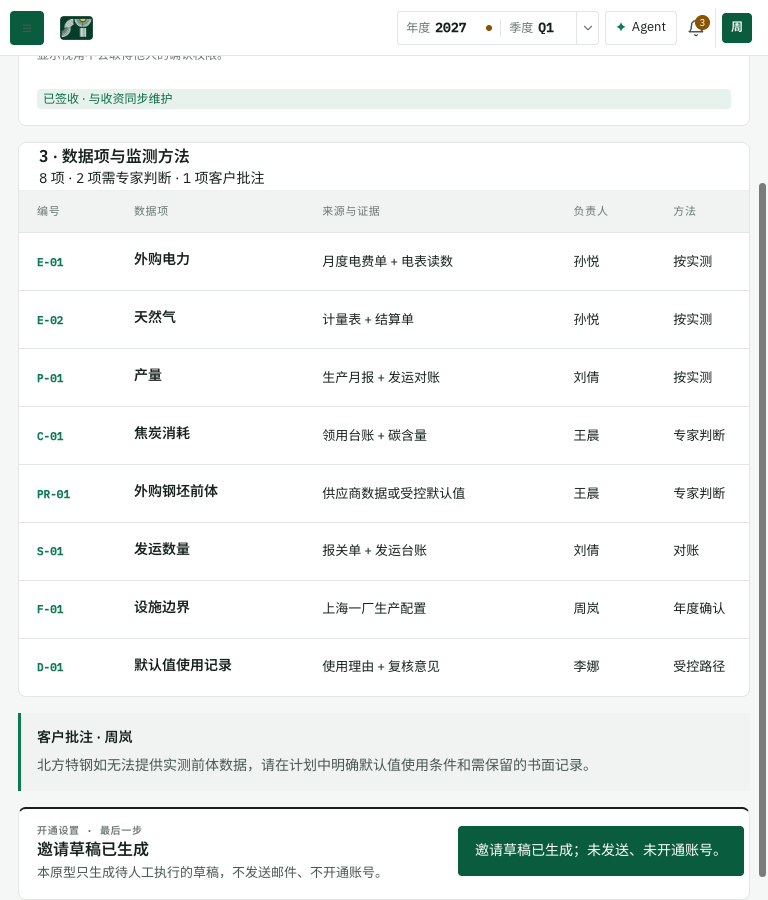 年度 2027
季度 Q1
Agent
3
周
显示视角不会取得他人的确认权限。
已签收 · 与收资同步维护
3 · 数据项与监测方法
8 项 · 2 项需专家判断 · 1 项客户批注
编号 数据项 来源与证据 负责人 方法
E-01 外购电力 月度电费单 + 电表读数 孙悦 按实测
E-02 天然气 计量表 + 结算单 孙悦 按实测
P-01 产量 生产月报 + 发运对账 刘倩 按实测
C-01 焦炭消耗 领用台账 + 碳含量 王晨 专家判断
PR-01 外购钢坯前体 供应商数据或受控默认值 王晨 专家判断
S-01 发运数量 报关单 + 发运台账 刘倩 对账
F-01 设施边界 上海一厂生产配置 周岚 年度确认
D-01 默认值使用记录 使用理由 + 复核意见 李娜 受控路径
客户批注 · 周岚
北方特钢如无法提供实测前体数据，请在计划中明确默认值使用条件和需保留的书面记录。
开通设置 · 最后一步
邀请草稿已生成
本原型只生成待人工执行的草稿，不发送邮件、不开通账号。
邀请草稿已生成；未发送、未开通账号。